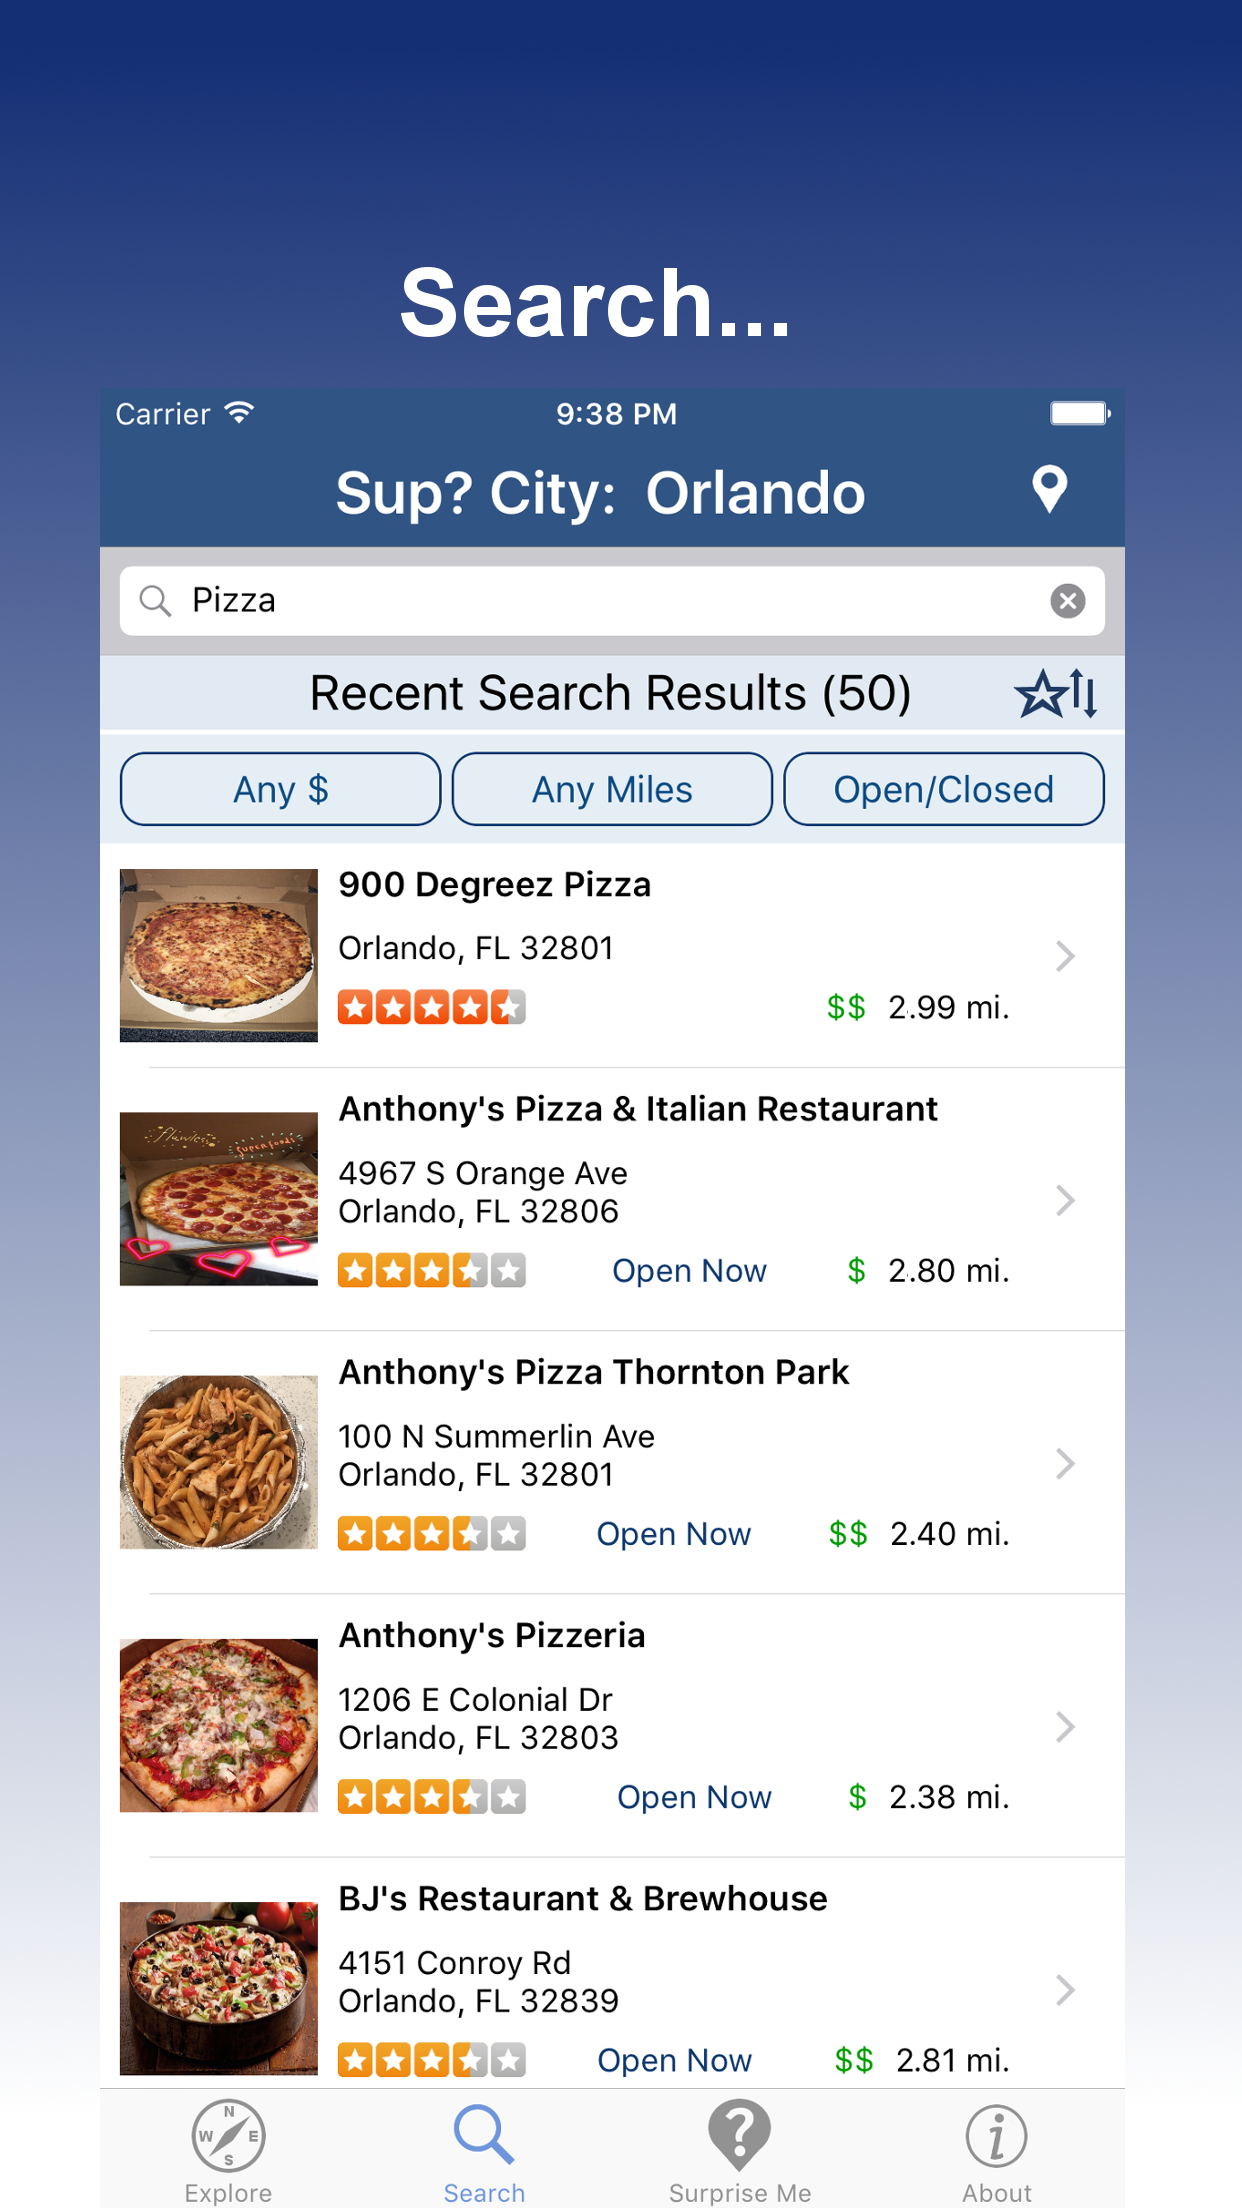 Search...
Carrier 9:38 PM
Sup? City: Orlando
Pizza
Recent Search Results (50)
Any $ Any Miles Open/Closed
900 Degreez Pizza
Orlando, FL 32801
$$ 2.99 mi.
flawless
SUPERFOODS
Anthony's Pizza & Italian Restaurant
4967 S Orange Ave
Orlando, FL 32806
Open Now $ 2.80 mi.
Anthony's Pizza Thornton Park
100 N Summerlin Ave
Orlando, FL 32801
Open Now $$ 2.40 mi.
Anthony's Pizzeria
1206 E Colonial Dr
Orlando, FL 32803
Open Now $ 2.38 mi.
BJ's Restaurant & Brewhouse
4151 Conroy Rd
Orlando, FL 32839
Open Now $$ 2.81 mi.
N
W E
S
Explore Search Surprise Me About